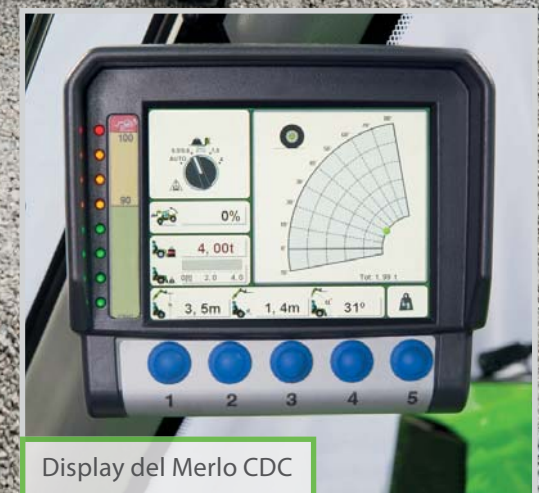 100
90
AUTO
0%
4,00t
2.0 4.0
3,5m 1,4m 31°
Tot:1,99 t
1 2 3 4 5
Display del Merlo CDC